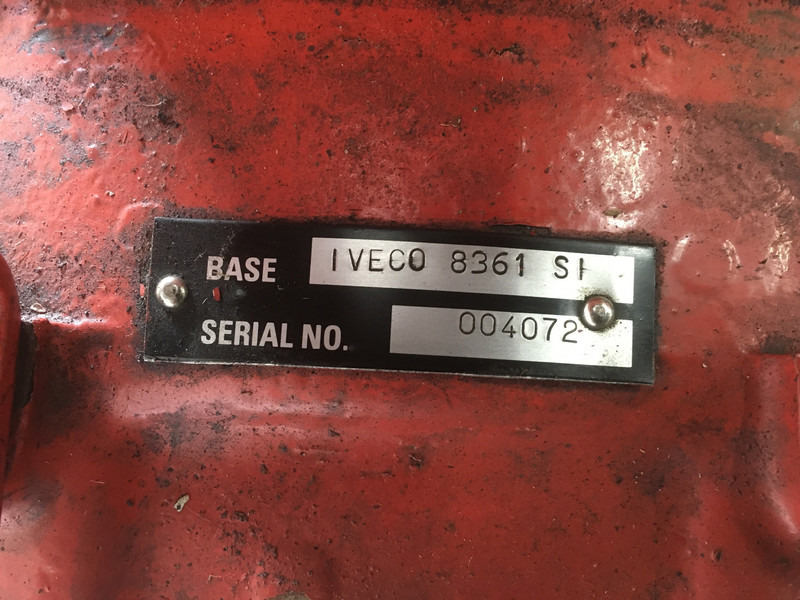 BASE IVECO 8361 SI
SERIAL NO. 004072